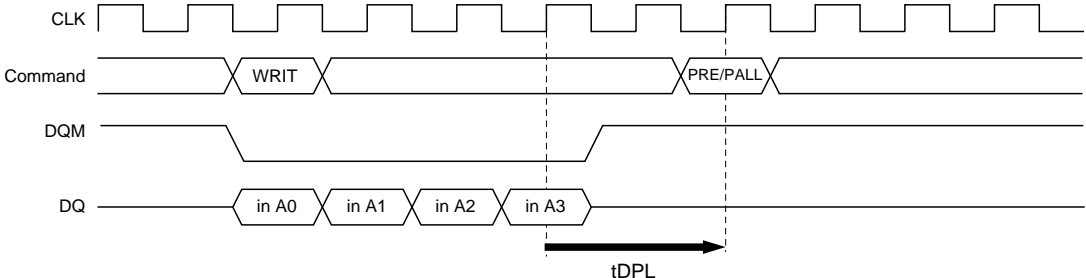 CLK
Command WRIT PRE/PALL
DQM
DQ in A0 in A1 in A2 in A3
tDPL